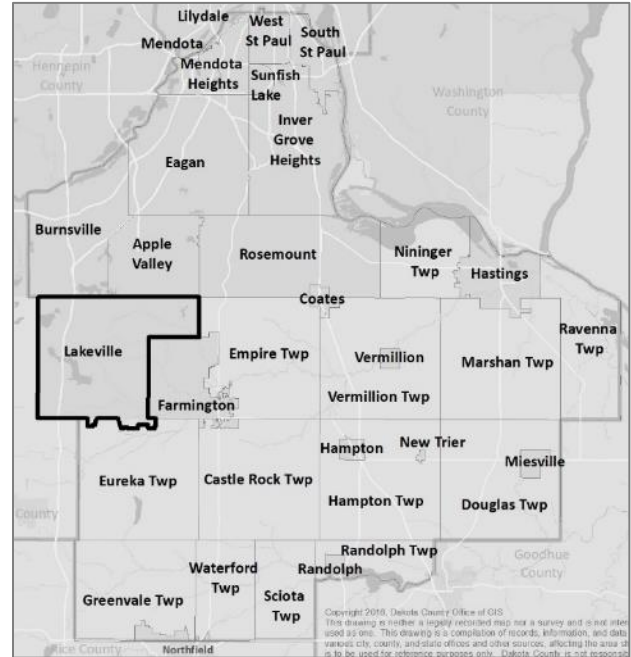 Lilydale
West
St Paul
South
St Paul
Mendota
Mendota
Heights
Hennepin
County
Sunfish
Lake
Washington
County
Inver
Grove
Heights
Eagan
Burnsville
Apple
Valley
Rosemount
Nininger
Twp
Hastings
Coates
Ravenna
Twp
Lakeville
Empire Twp
Vermillion
Marshan Twp
Vermillion Twp
Farmington
Hampton
New Trier
Miesville
Eureka Twp
Castle Rock Twp
Hampton Twp
Douglas Twp
County
Randolph Twp
Goodhue
County
Waterford
Twp
Randolph
Greenvale Twp
Sciota
Twp
Rice County
Northfield
Copyright 2018, Dakota County Office of GIS
This drawing is neither a legally recorded map nor a survey and is not inten
used as one. This drawing is a compilation of records, information, and data
various city, county, and state offices and other sources, affecting the area sh
is to be used for reference purposes only. Dakota County is not responsib